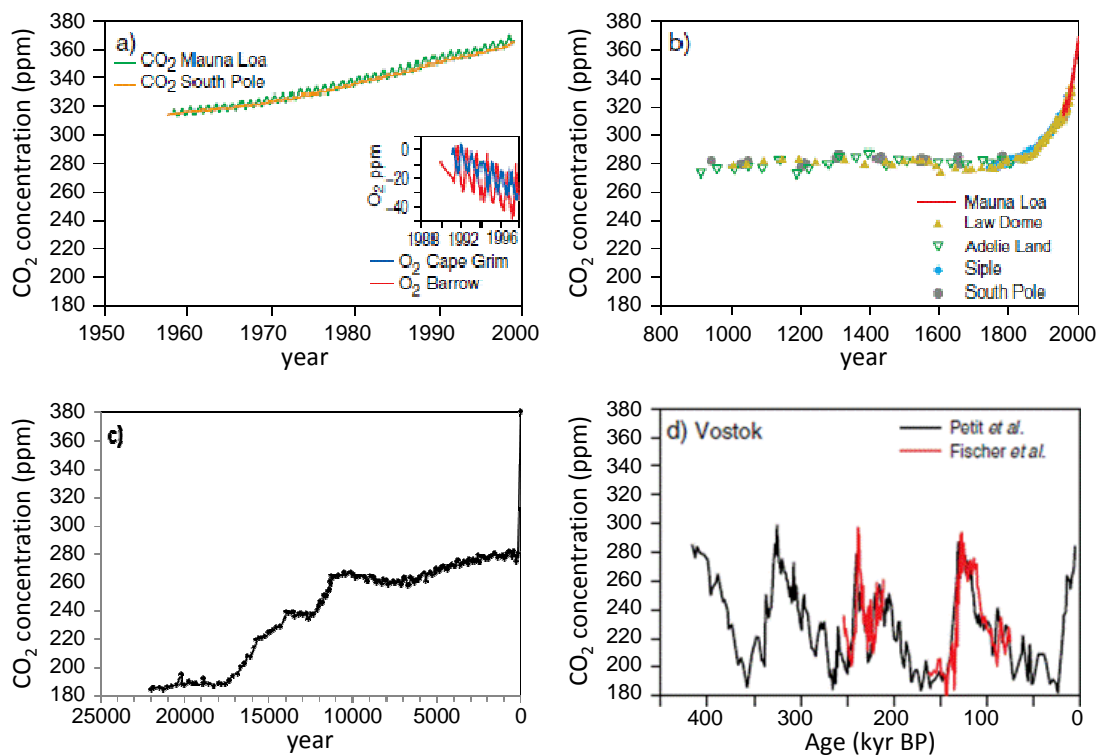 a)
CO2 Mauna Loa
CO2 South Pole
CO2 concentration (ppm)
380
360
340
320
300
280
260
240
220
200
180
1950 1960 1970 1980 1990 2000
year
O2 ppm
0
-20
-40
1988 1992 1996
O2 Cape Grim
O2 Barrow
b)
CO2 concentration (ppm)
380
360
340
320
300
280
260
240
220
200
180
800 1000 1200 1400 1600 1800 2000
year
Mauna Loa
Law Dome
Adelie Land
Siple
South Pole
c)
CO2 concentration (ppm)
380
360
340
320
300
280
260
240
220
200
180
25000 20000 15000 10000 5000 0
year
d) Vostok
Petit et al.
Fischer et al.
CO2 concentration (ppm)
380
360
340
320
300
280
260
240
220
200
180
400 300 200 100 0
Age (kyr BP)